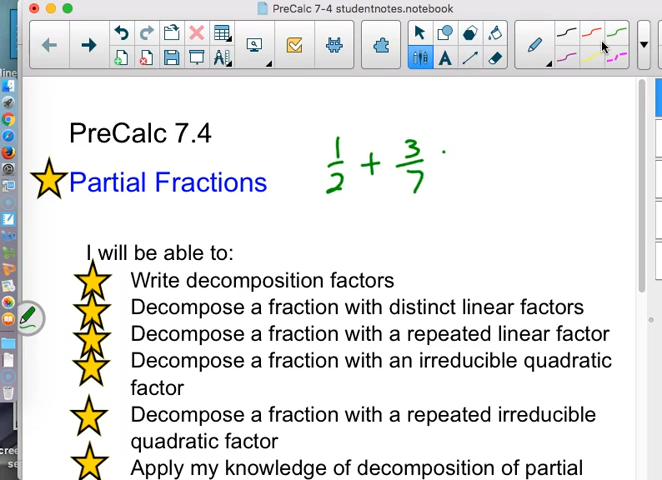 PreCalc 7-4 studentnotes.notebook
A
PreCalc 7.4
Partial Fractions
1/2 + 3/7
I will be able to:
Write decomposition factors
Decompose a fraction with distinct linear factors
Decompose a fraction with a repeated linear factor
Decompose a fraction with an irreducible quadratic
factor
Decompose a fraction with a repeated irreducible
quadratic factor
Apply my knowledge of decomposition of partial